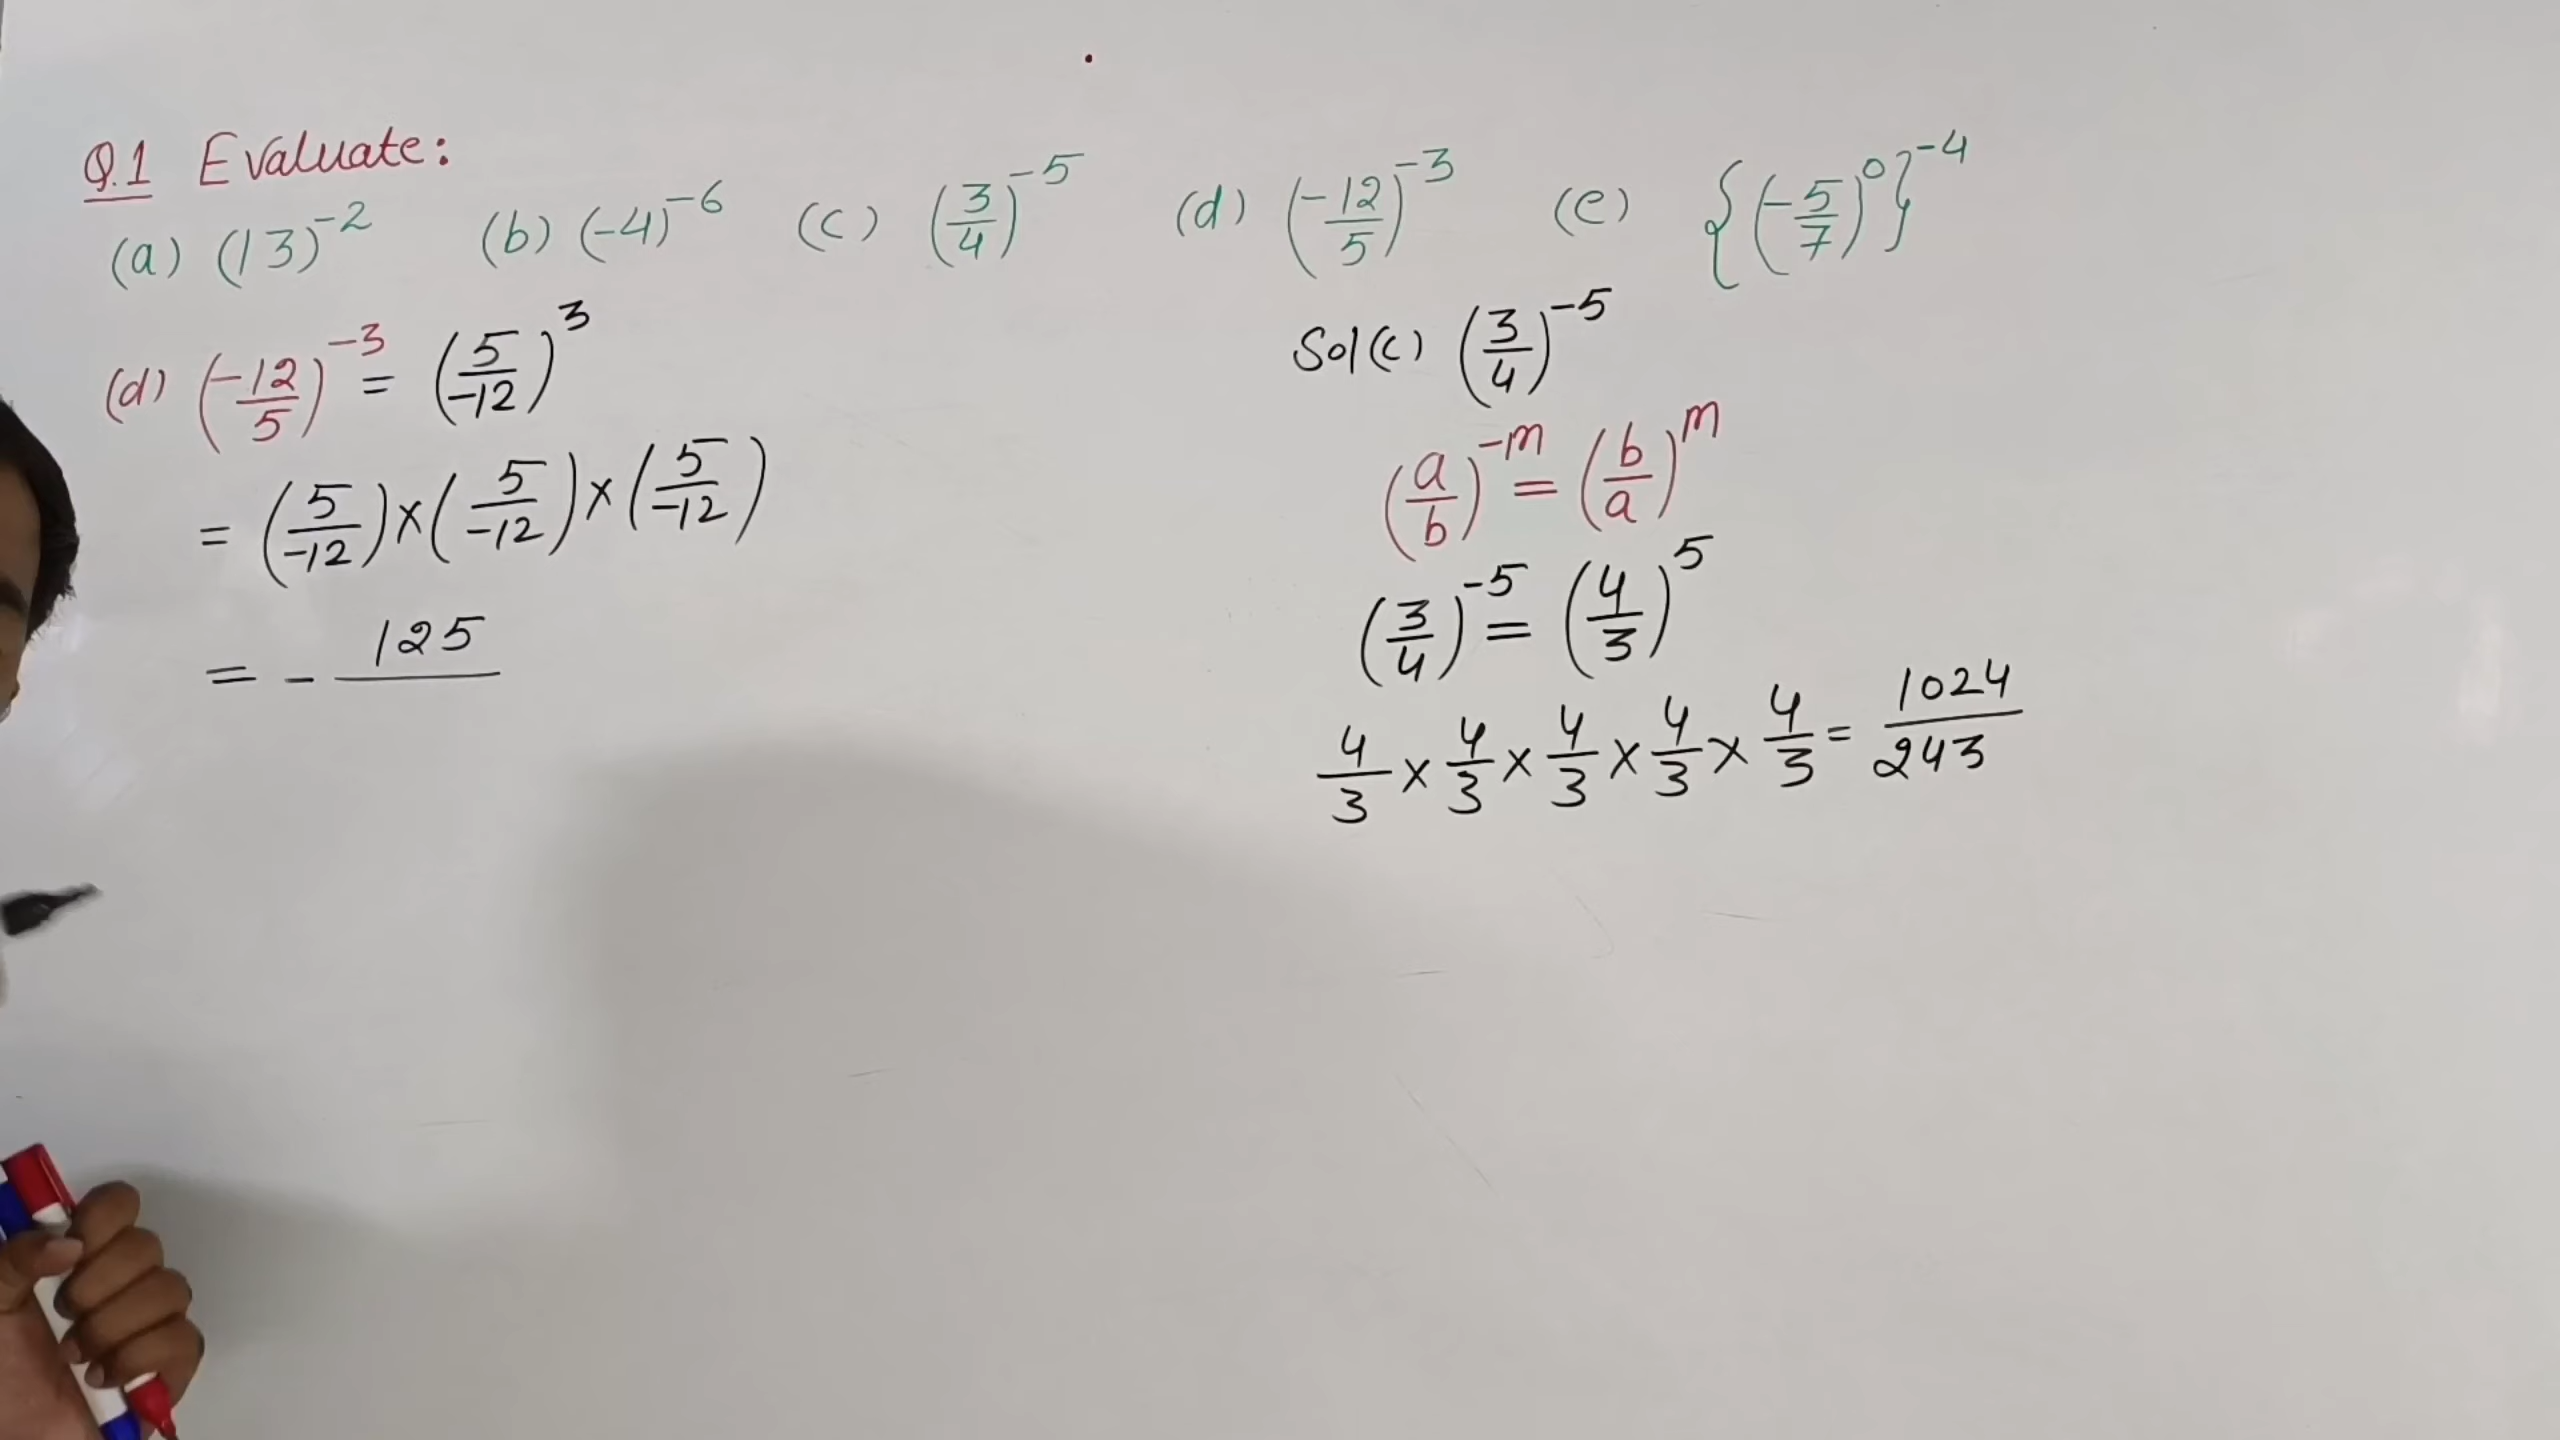 Q.1 Evaluate:
(a) (13)^-2 (b) (-4)^-6 (c) (3/4)^-5 (d) (-12/5)^-3 (e) {(-5/7)^0}^-4
(d) (-12/5)^-3 = (5/-12)^3
= (5/-12) × (5/-12) × (5/-12)
= - 125/
Sol(c) (3/4)^-5
(a/b)^-m = (b/a)^m
(3/4)^-5 = (4/3)^5
4/3 × 4/3 × 4/3 × 4/3 × 4/3 = 1024/243